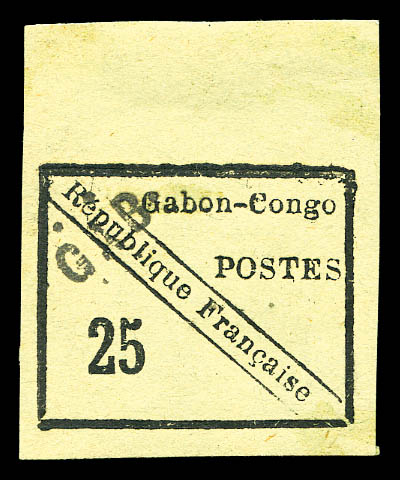 Gabon-Congo
République Française
POSTES
25